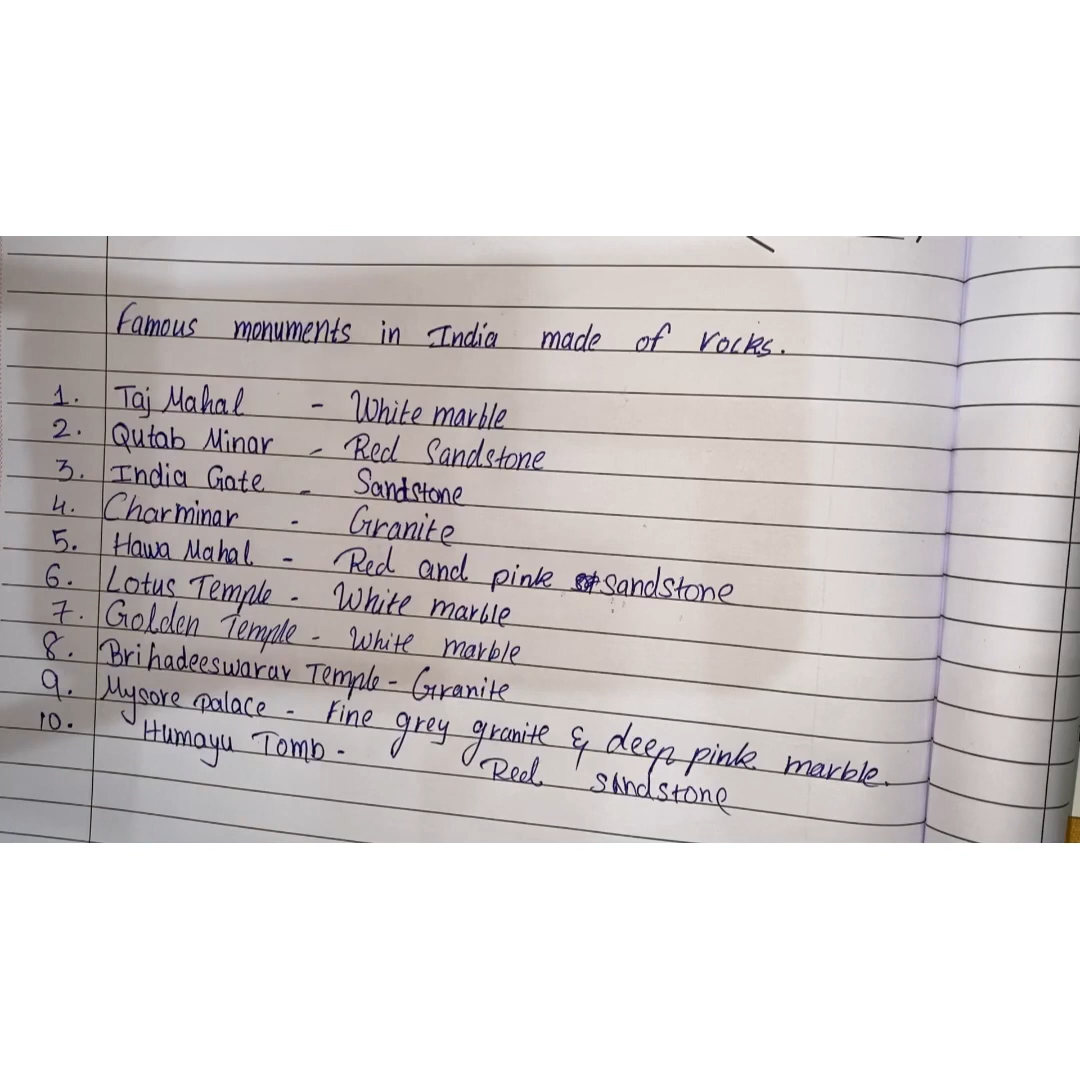 Famous monuments in India made of rocks.
1. Taj Mahal - White marble
2. Qutab Minar - Red Sandstone
3. India Gate - Sandstone
4. Charminar - Granite
5. Hawa Mahal - Red and pink sandstone
6. Lotus Temple - White marble
7. Golden Temple - White marble
8. Brihadeeswarar Temple - Granite
9. Mysore palace - Fine grey granite & deep pink marble.
10. Humayu Tomb - Red sandstone